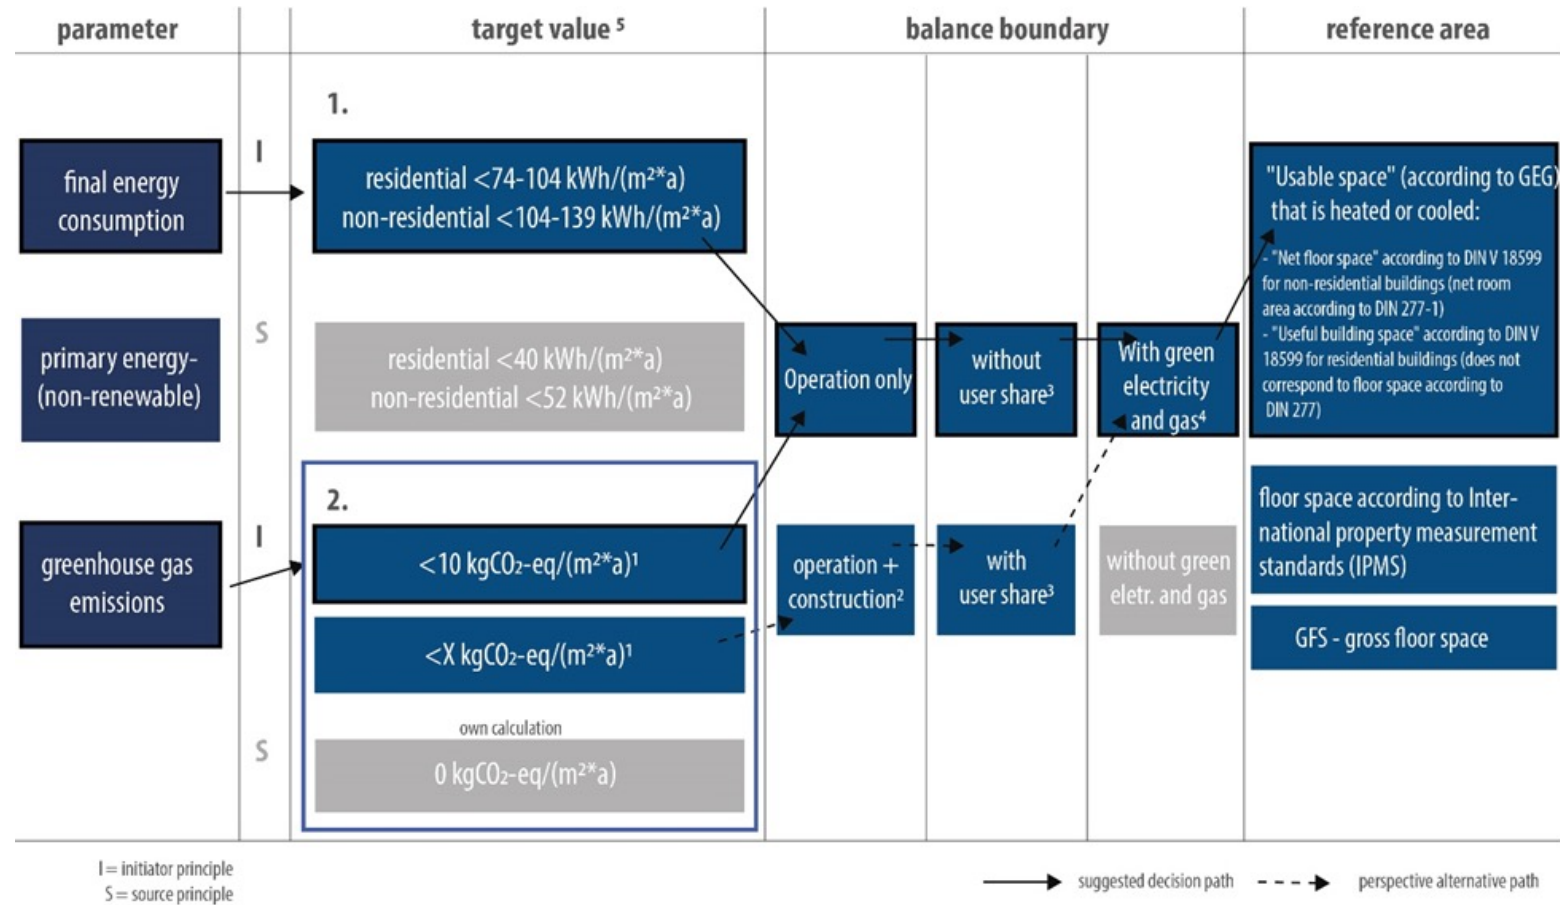 parameter
target value ⁵
balance boundary
reference area
1.
final energy
consumption
I
residential <74-104 kWh/(m²*a)
non-residential <104-139 kWh/(m²*a)
primary energy-
(non-renewable)
S
residential <40 kWh/(m²*a)
non-residential <52 kWh/(m²*a)
2.
greenhouse gas
emissions
I
<10 kgCO₂-eq/(m²*a)¹
<X kgCO₂-eq/(m²*a)¹
own calculation
S
0 kgCO₂-eq/(m²*a)
Operation only
without
user share³
With green
electricity
and gas⁴
operation +
construction²
with
user share³
without green
eletr. and gas
"Usable space" (according to GEG)
that is heated or cooled:
- "Net floor space" according to DIN V 18599
for non-residential buildings (net room
area according to DIN 277-1)
- "Useful building space" according to DIN V
18599 for residential buildings (does not
correspond to floor space according to
DIN 277)
floor space according to Inter-
national property measurement
standards (IPMS)
GFS - gross floor space
I = initiator principle
S = source principle
suggested decision path
perspective alternative path